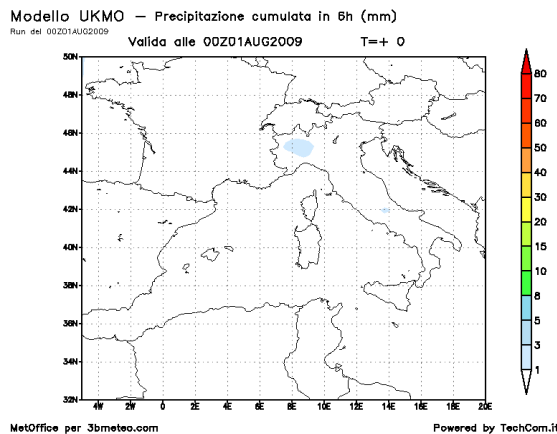 Modello UKMO – Precipitazione cumulata in 6h (mm)
Run del 00Z01AUG2009
Valida alle 00Z01AUG2009 T=+ 0
50N
48N
46N
44N
42N
40N
38N
36N
34N
32N
4W 2W 0 2E 4E 6E 8E 10E 12E 14E 16E 18E 20E
80
70
60
50
40
30
20
15
10
8
5
3
1
MetOffice per 3bmeteo.com Powered by TechCom.it